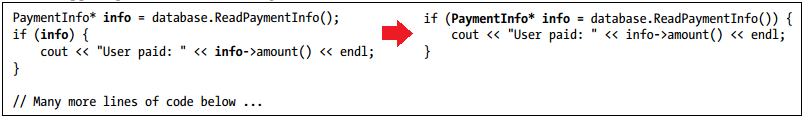 PaymentInfo* info = database.ReadPaymentInfo();
if (info) {
    cout << "User paid: " << info->amount() << endl;
}

// Many more lines of code below ...
if (PaymentInfo* info = database.ReadPaymentInfo()) {
    cout << "User paid: " << info->amount() << endl;
}